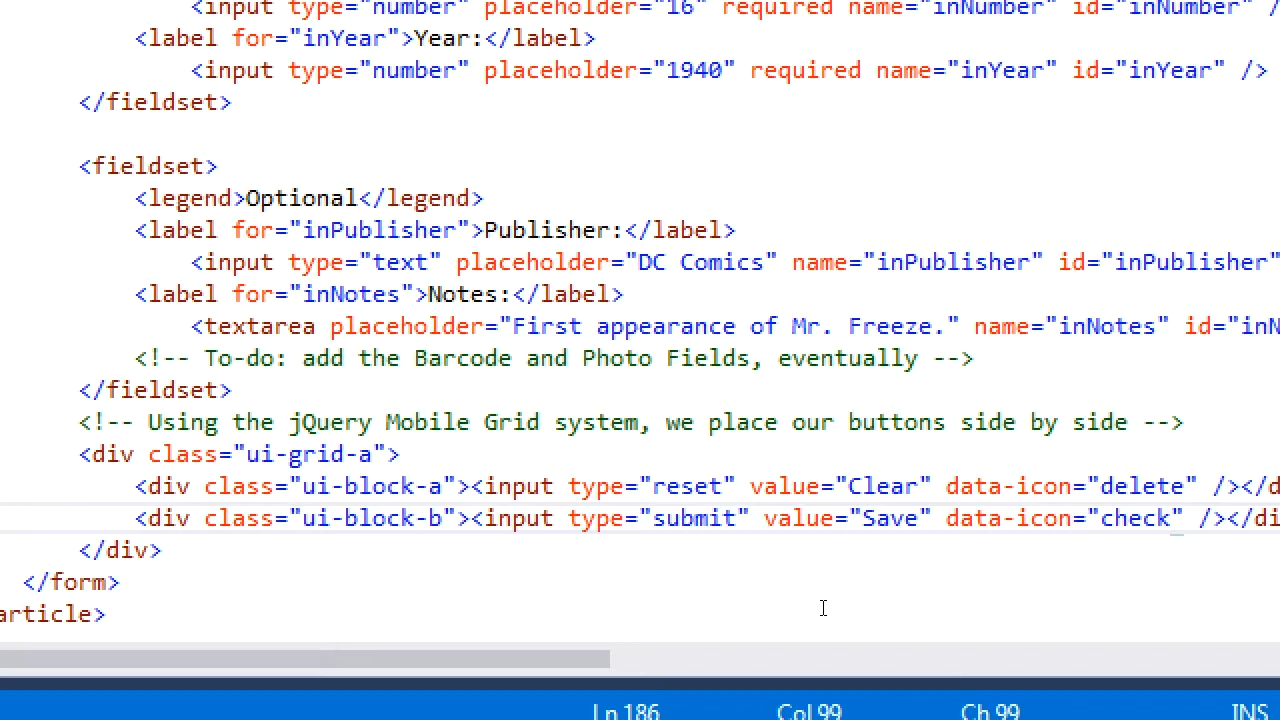 <input type="number" placeholder="16" required name="inNumber" id="inNumber" /
<label for="inYear">Year:</label>
<input type="number" placeholder="1940" required name="inYear" id="inYear" />
</fieldset>
<fieldset>
<legend>Optional</legend>
<label for="inPublisher">Publisher:</label>
<input type="text" placeholder="DC Comics" name="inPublisher" id="inPublisher"
<label for="inNotes">Notes:</label>
<textarea placeholder="First appearance of Mr. Freeze." name="inNotes" id="inN
<!-- To-do: add the Barcode and Photo Fields, eventually -->
</fieldset>
<!-- Using the jQuery Mobile Grid system, we place our buttons side by side -->
<div class="ui-grid-a">
<div class="ui-block-a"><input type="reset" value="Clear" data-icon="delete" /></d
<div class="ui-block-b"><input type="submit" value="Save" data-icon="check" /></di
</div>
</form>
article>
Ln 186 Col 99 Ch 99 INS